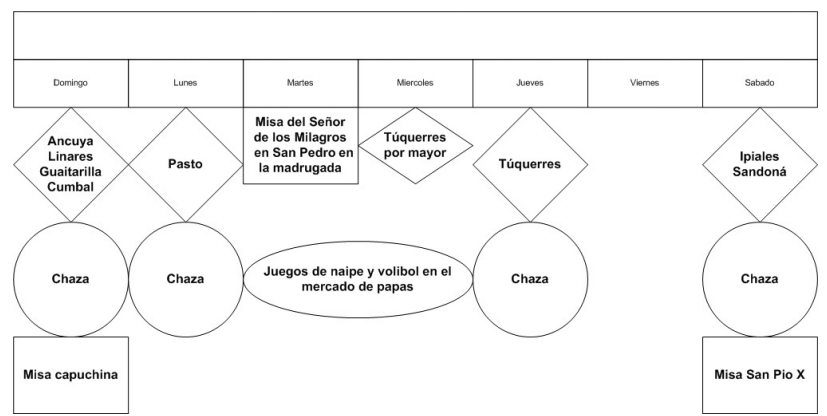 Domingo
Lunes
Martes
Miercoles
Jueves
Viernes
Sabado
Ancuya
Linares
Guaitarilla
Cumbal
Pasto
Misa del Señor
de los Milagros
en San Pedro en
la madrugada
Túquerres
por mayor
Túquerres
Ipiales
Sandoná
Chaza
Chaza
Juegos de naipe y volibol en el
mercado de papas
Chaza
Chaza
Misa capuchina
Misa San Pio X